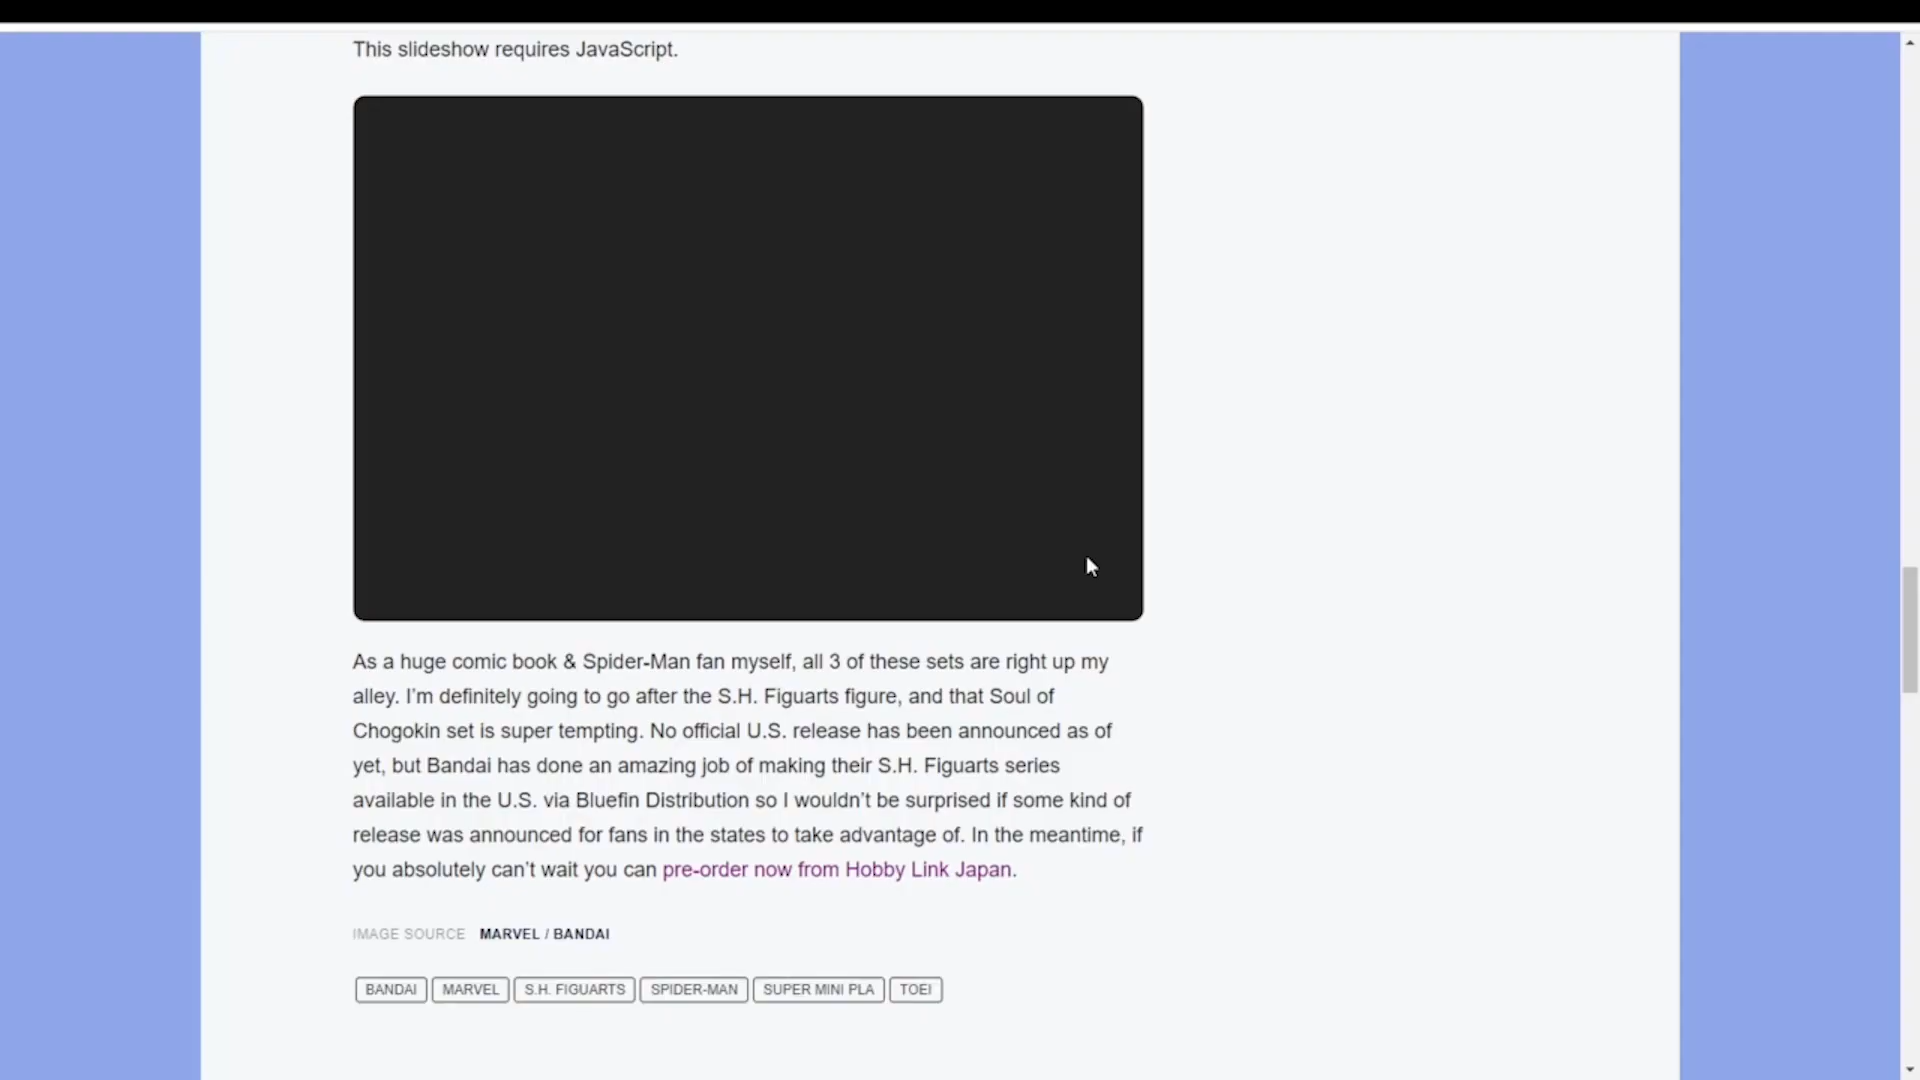 This slideshow requires JavaScript.
As a huge comic book & Spider-Man fan myself, all 3 of these sets are right up my
alley. I’m definitely going to go after the S.H. Figuarts figure, and that Soul of
Chogokin set is super tempting. No official U.S. release has been announced as of
yet, but Bandai has done an amazing job of making their S.H. Figuarts series
available in the U.S. via Bluefin Distribution so I wouldn’t be surprised if some kind of
release was announced for fans in the states to take advantage of. In the meantime, if
you absolutely can’t wait you can pre-order now from Hobby Link Japan.
IMAGE SOURCE MARVEL / BANDAI
BANDAI MARVEL S.H. FIGUARTS SPIDER-MAN SUPER MINI PLA TOEI